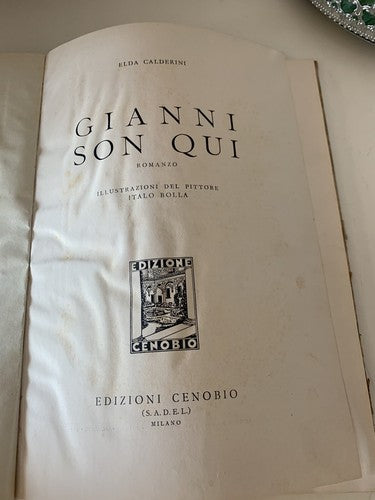 ELDA CALDERINI
GIANNI
SON QUI
ROMANZO
ILLUSTRAZIONI DEL PITTORE
ITALO BOLLA
EDIZIONE
CENOBIO
EDIZIONI CENOBIO
(S.A.D.E.L.)
MILANO